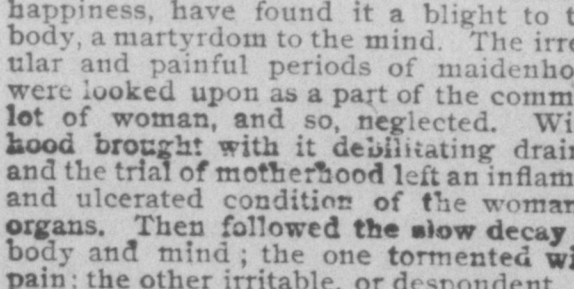 happiness, have found it a blight to t
body, a martyrdom to the mind. The irre
ular and painful periods of maidenho
were looked upon as a part of the comm
lot of woman, and so, neglected. Wi
hood brought with it debilitating drain
and the trial of motherhood left an inflam
and ulcerated condition of the woman
organs. Then followed the slow decay
body and mind; the one tormented wi
pain; the other irritable, or despondent